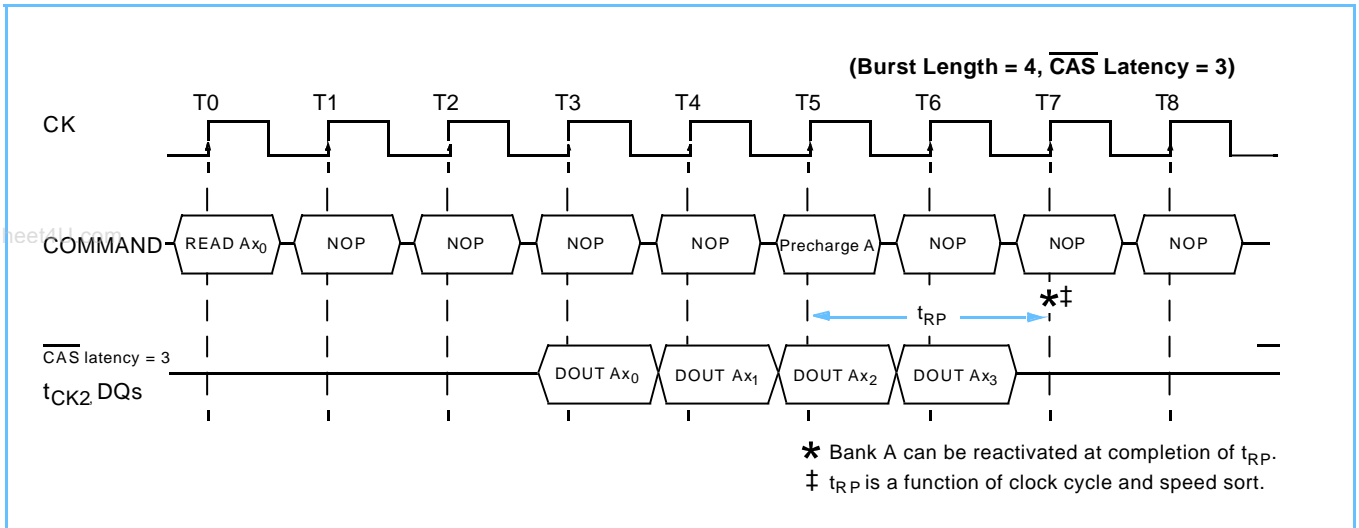 (Burst Length = 4, CAS Latency = 3)
T0 T1 T2 T3 T4 T5 T6 T7 T8
CK
heet4U.com
COMMAND READ Ax0 NOP NOP NOP NOP Precharge A NOP NOP NOP
*‡
tRP
CAS latency = 3
tCK2, DQs DOUT Ax0 DOUT Ax1 DOUT Ax2 DOUT Ax3
* Bank A can be reactivated at completion of tRP.
‡ tRP is a function of clock cycle and speed sort.